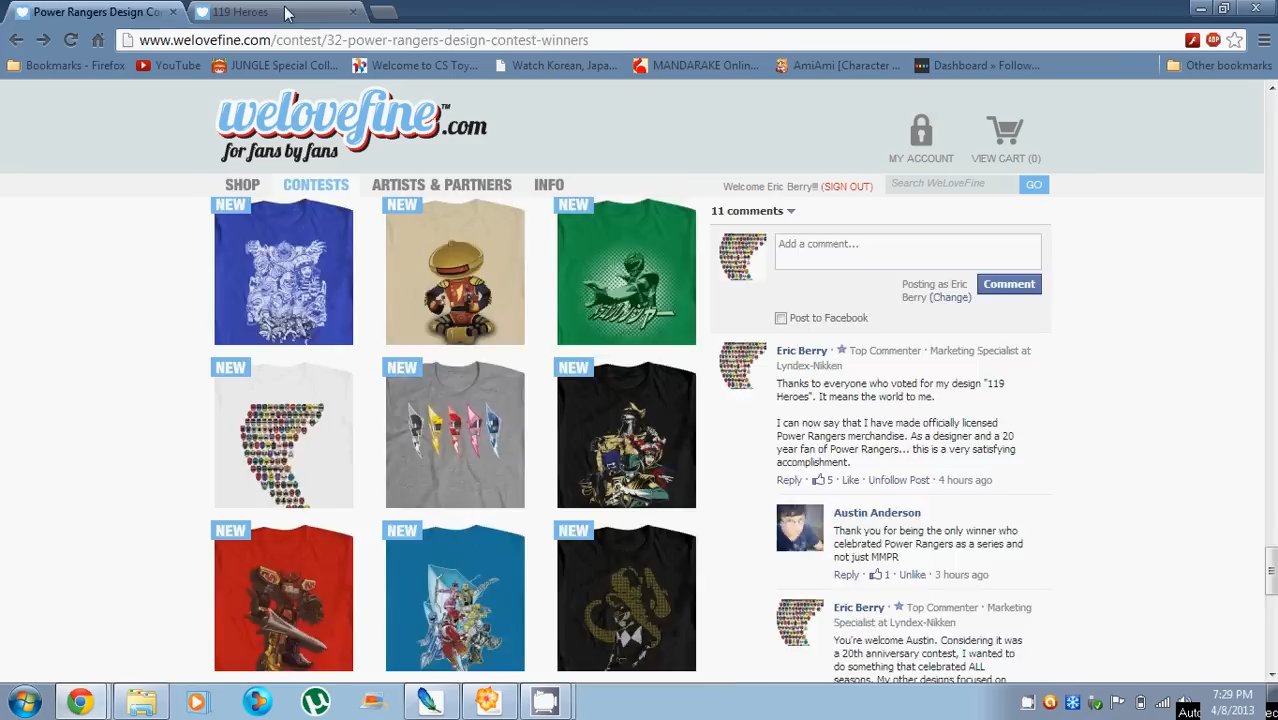 Power Rangers Design Co
119 Heroes
www.welovefine.com/contest/32-power-rangers-design-contest-winners
Bookmarks - Firefox
YouTube
JUNGLE Special Coll...
Welcome to CS Toy...
Watch Korean, Japa...
MANDARAKE Onlin...
AmiAmi [Character ...
Dashboard » Follow...
Other bookmarks
welovefine™.com
for fans by fans
MY ACCOUNT
VIEW CART (0)
SHOP
CONTESTS
ARTISTS & PARTNERS
INFO
Welcome Eric Berry!!! (SIGN OUT)
Search WeLoveFine
GO
NEW
NEW
NEW
NEW
NEW
NEW
NEW
NEW
NEW
11 comments
Add a comment...
Posting as Eric
Berry (Change)
Comment
Post to Facebook
Eric Berry · Top Commenter · Marketing Specialist at
Lyndex-Nikken
Thanks to everyone who voted for my design "119
Heroes". It means the world to me.
I can now say that I have made officially licensed
Power Rangers merchandise. As a designer and a 20
year fan of Power Rangers... this is a very satisfying
accomplishment.
Reply · 5 · Like · Unfollow Post · 4 hours ago
Austin Anderson
Thank you for being the only winner who
celebrated Power Rangers as a series and
not just MMPR
Reply · 1 · Unlike · 3 hours ago
Eric Berry · Top Commenter · Marketing
Specialist at Lyndex-Nikken
You're welcome Austin. Considering it was
a 20th anniversary contest, I wanted to
do something that celebrated ALL
seasons. My other designs focused on
7:29 PM
4/8/2013